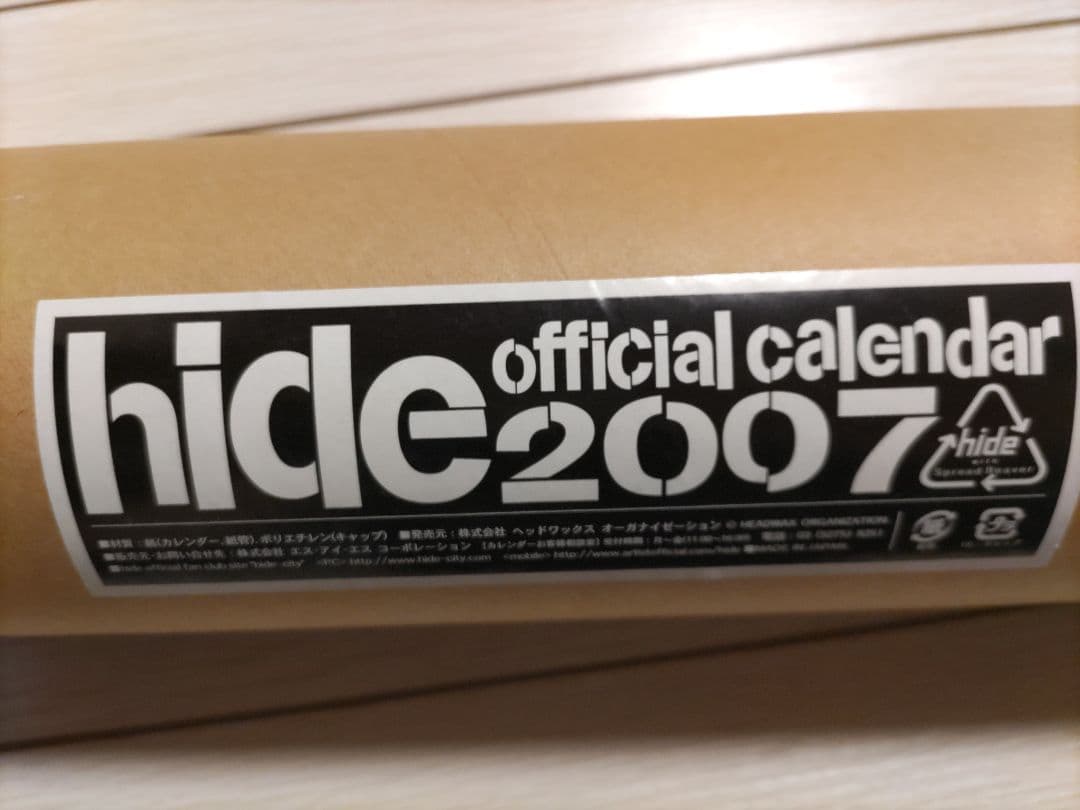 hide official calendar
2007
hide
with
Spread Beaver
■材質：紙(カレンダー、紙管)、ポリエチレン(キャップ) ■発売元：株式会社 ヘッドワックス オーガナイゼーション © HEADWAX ORGANIZATION.
■販売元・お問い合せ先：株式会社 エス・アイ・エス コーポレーション
■hide official fan club site "hide-city" <PC> http://www.hide-city.com <mobile> http://www.artistofficial.com/hide ■MADE IN JAPAN